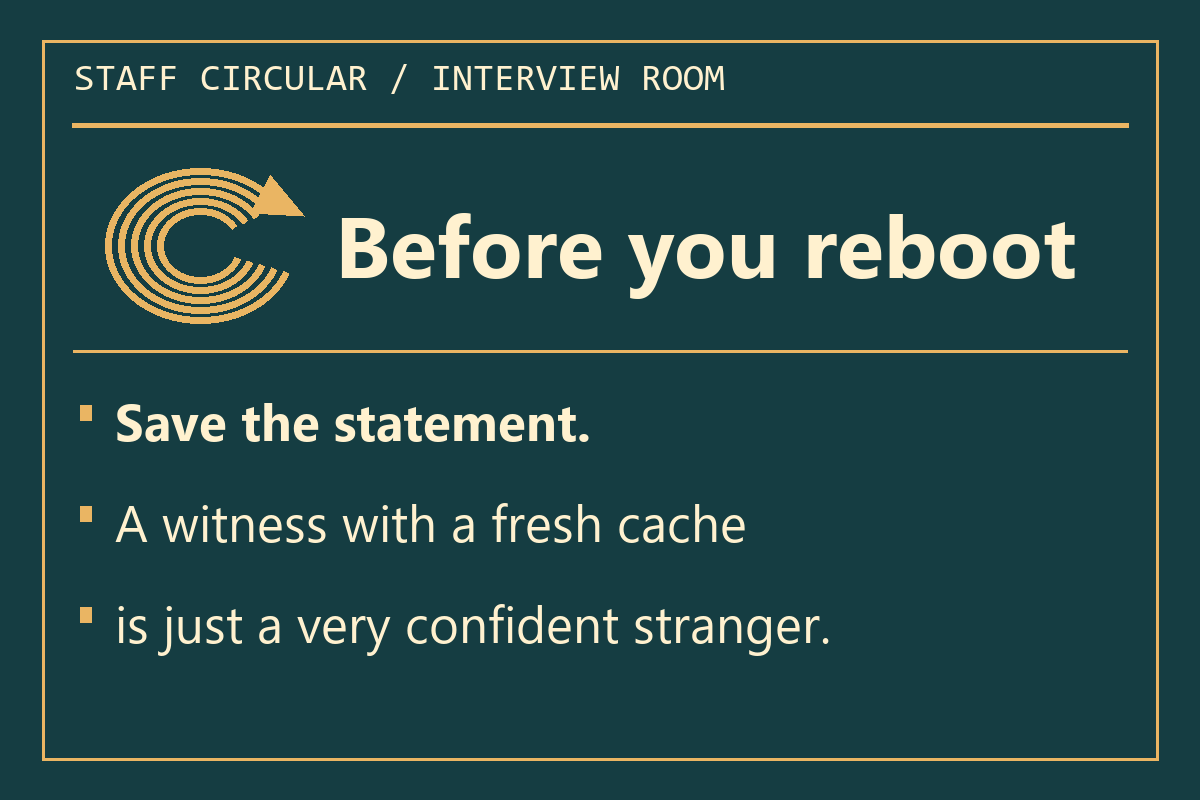 STAFF CIRCULAR / INTERVIEW ROOM
Before you reboot
Save the statement.
A witness with a fresh cache
is just a very confident stranger.